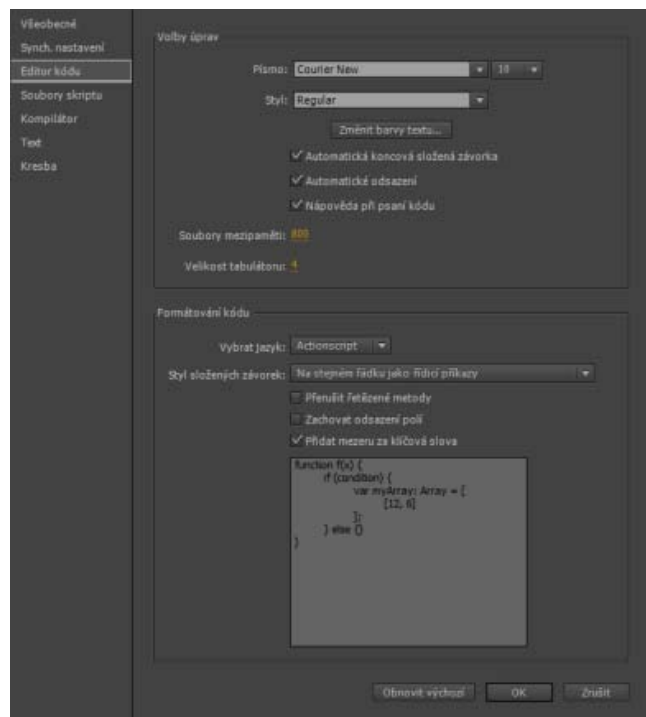 Všeobecné
Synch. nastavení
Editor kódu
Soubory skriptu
Kompilátor
Text
Kresba
Volby úprav
Písmo: Courier New 10
Styl: Regular
Změnit barvy textu...
Automatická koncová složená závorka
Automatické odsazení
Nápověda při psaní kódu
Soubory mezipaměti: 800
Velikost tabulátoru: 4
Formátování kódu
Vybrat jazyk: Actionscript
Styl složených závorek: Na stejném řádku jako řídicí příkazy
Přerušit řetězené metody
Zachovat odsazení polí
Přidat mezeru za klíčová slova
function f(x) {
if (condition) {
var myArray: Array = [
[12, 6]
];
} else {}
}
Obnovit výchozí OK Zrušit